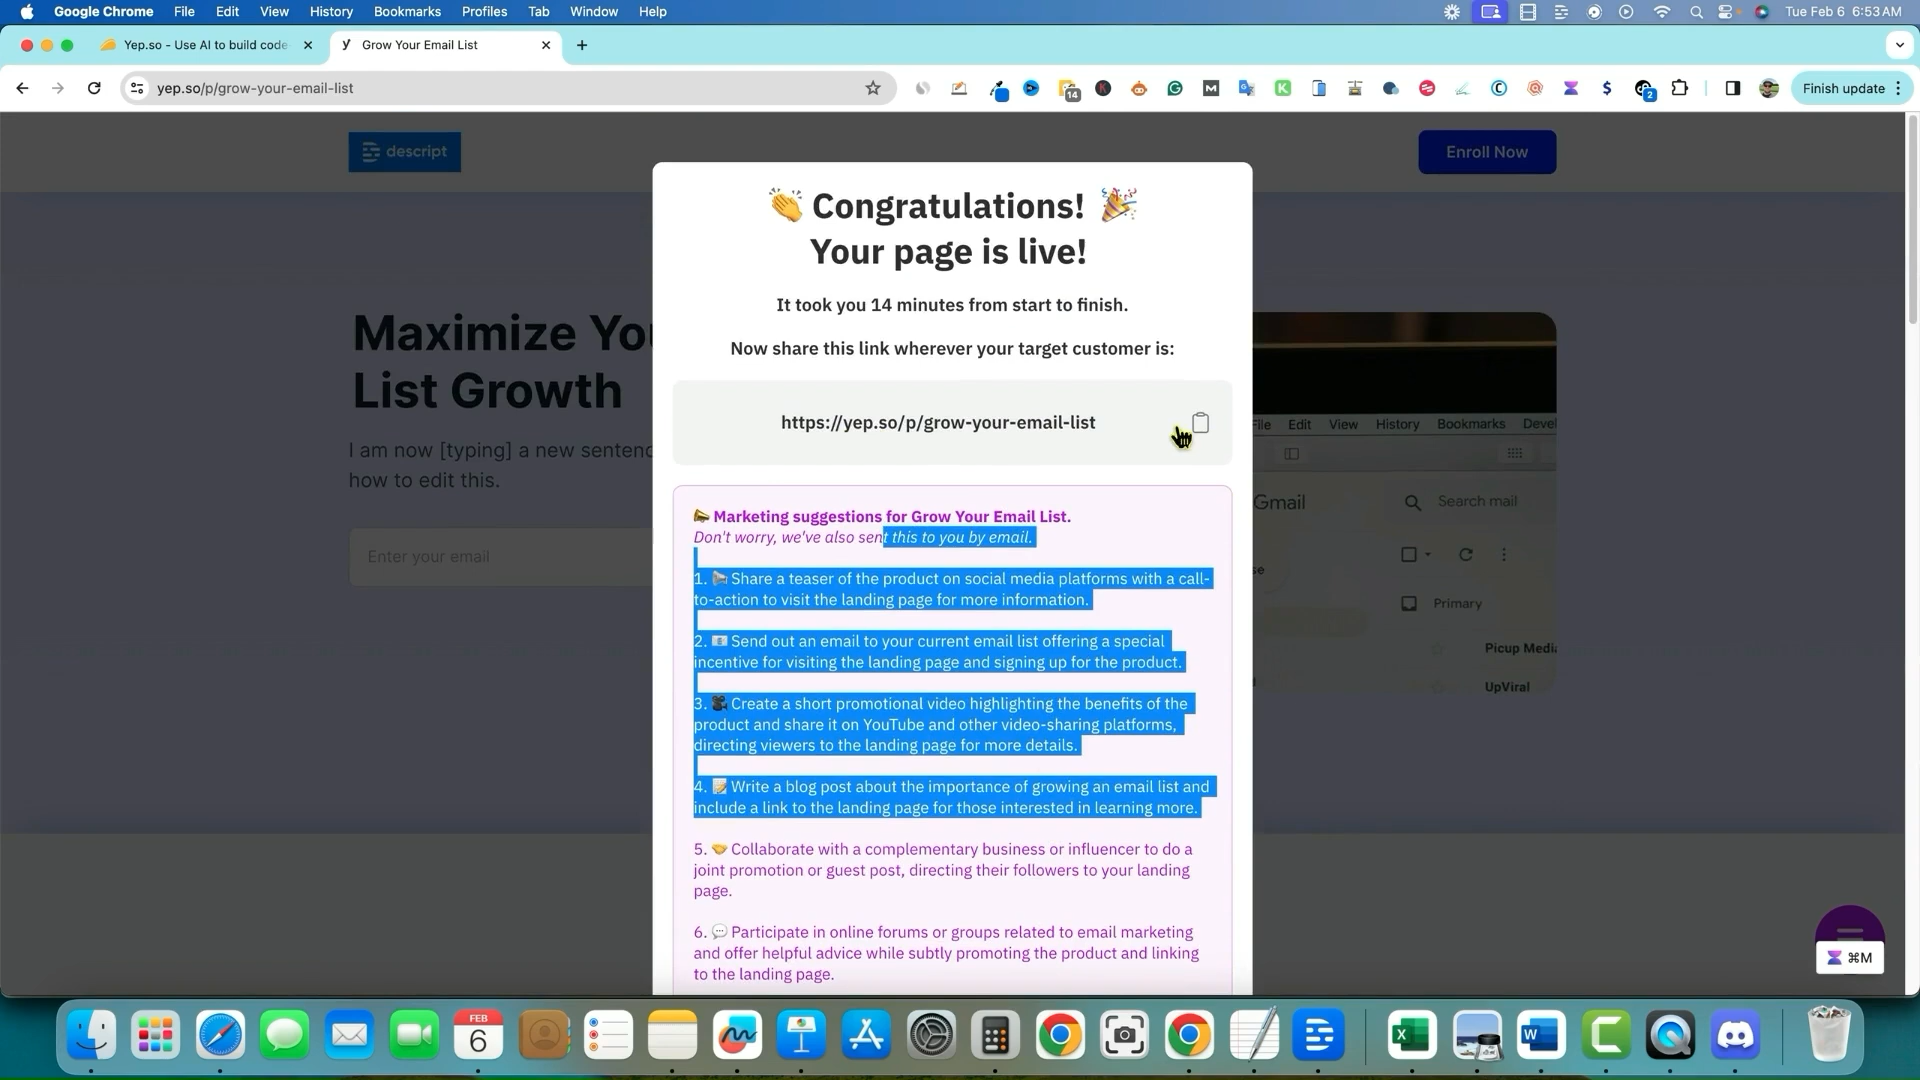 Google Chrome File Edit View History Bookmarks Profiles Tab Window Help
Tue Feb 6 6:53 AM
Yep.so - Use AI to build code
Grow Your Email List
yep.so/p/grow-your-email-list
14
2
Finish update
descript
Enroll Now
👏 Congratulations! 🎉
Your page is live!
It took you 14 minutes from start to finish.
Now share this link wherever your target customer is:
https://yep.so/p/grow-your-email-list
Maximize You
List Growth
I am now [typing] a new sentenc
how to edit this.
Enter your email
File Edit View History Bookmarks Devel
Gmail
Search mail
Primary
Picup Media
UpViral
📣 Marketing suggestions for Grow Your Email List.
Don't worry, we've also sent this to you by email.
1. 📢 Share a teaser of the product on social media platforms with a call-
to-action to visit the landing page for more information.
2. 📧 Send out an email to your current email list offering a special
incentive for visiting the landing page and signing up for the product.
3. 🎥 Create a short promotional video highlighting the benefits of the
product and share it on YouTube and other video-sharing platforms,
directing viewers to the landing page for more details.
4. 📝 Write a blog post about the importance of growing an email list and
include a link to the landing page for those interested in learning more.
5. 🤝 Collaborate with a complementary business or influencer to do a
joint promotion or guest post, directing their followers to your landing
page.
6. 💬 Participate in online forums or groups related to email marketing
and offer helpful advice while subtly promoting the product and linking
to the landing page.
⌘M
FEB
6